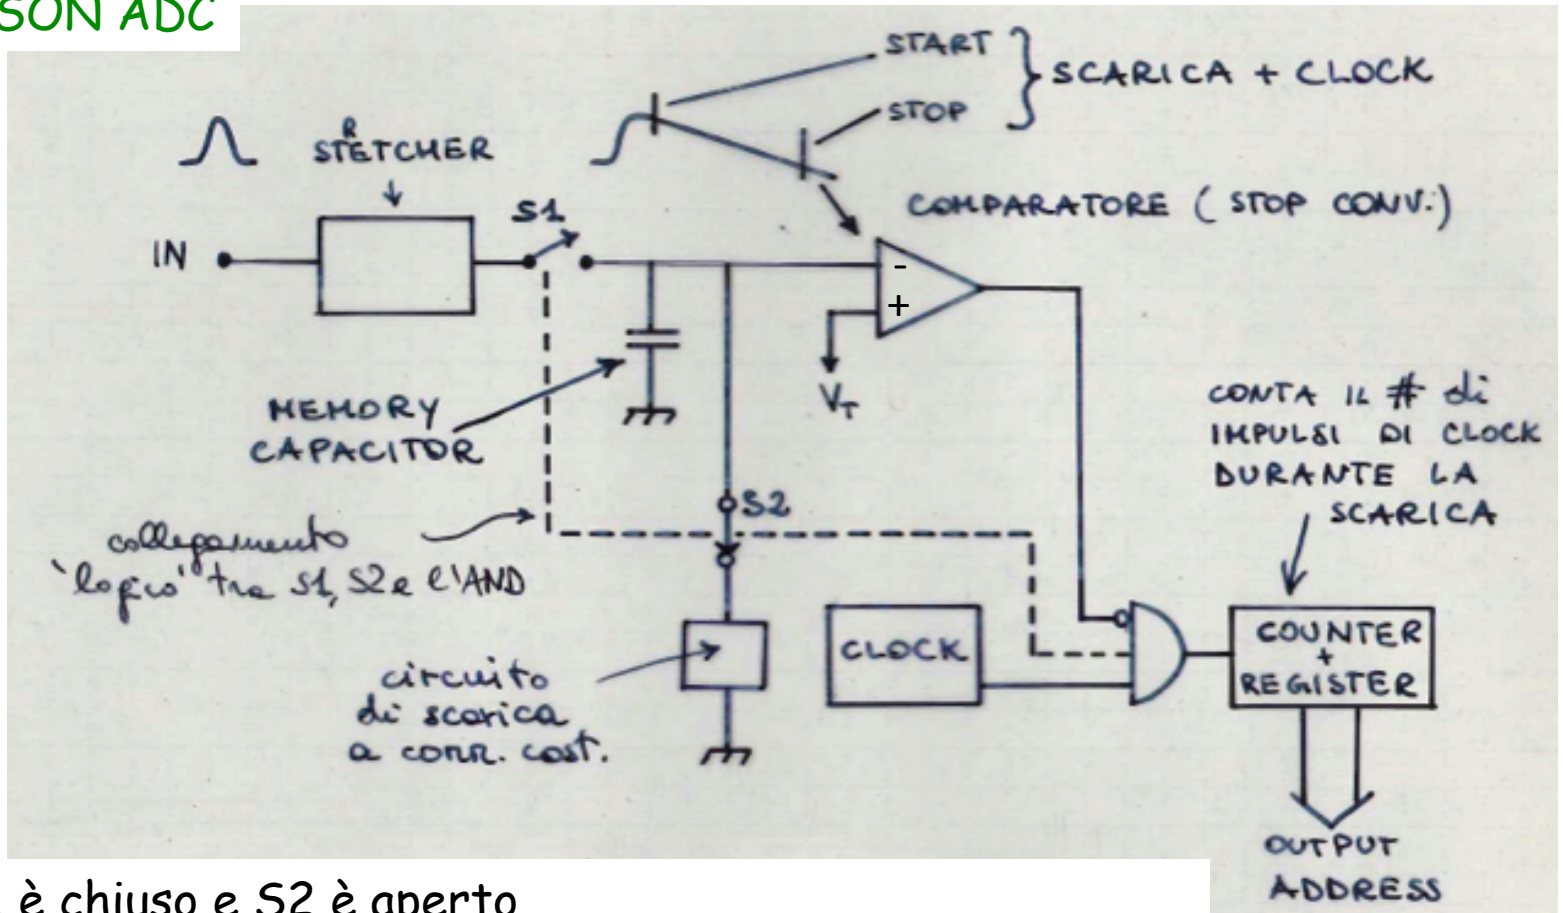 SON ADC
START
STOP
SCARICA + CLOCK
STRETCHER
S1
IN
COMPARATORE ( STOP CONV.)
-
+
VT
MEMORY
CAPACITOR
CONTA IL # di
IMPULSI DI CLOCK
DURANTE LA
SCARICA
S2
collegamento
'logico' tra S1, S2 e l'AND
circuito
di scarica
a corr. cost.
CLOCK
COUNTER
+
REGISTER
OUTPUT
ADDRESS
è chiuso e S2 è aperto